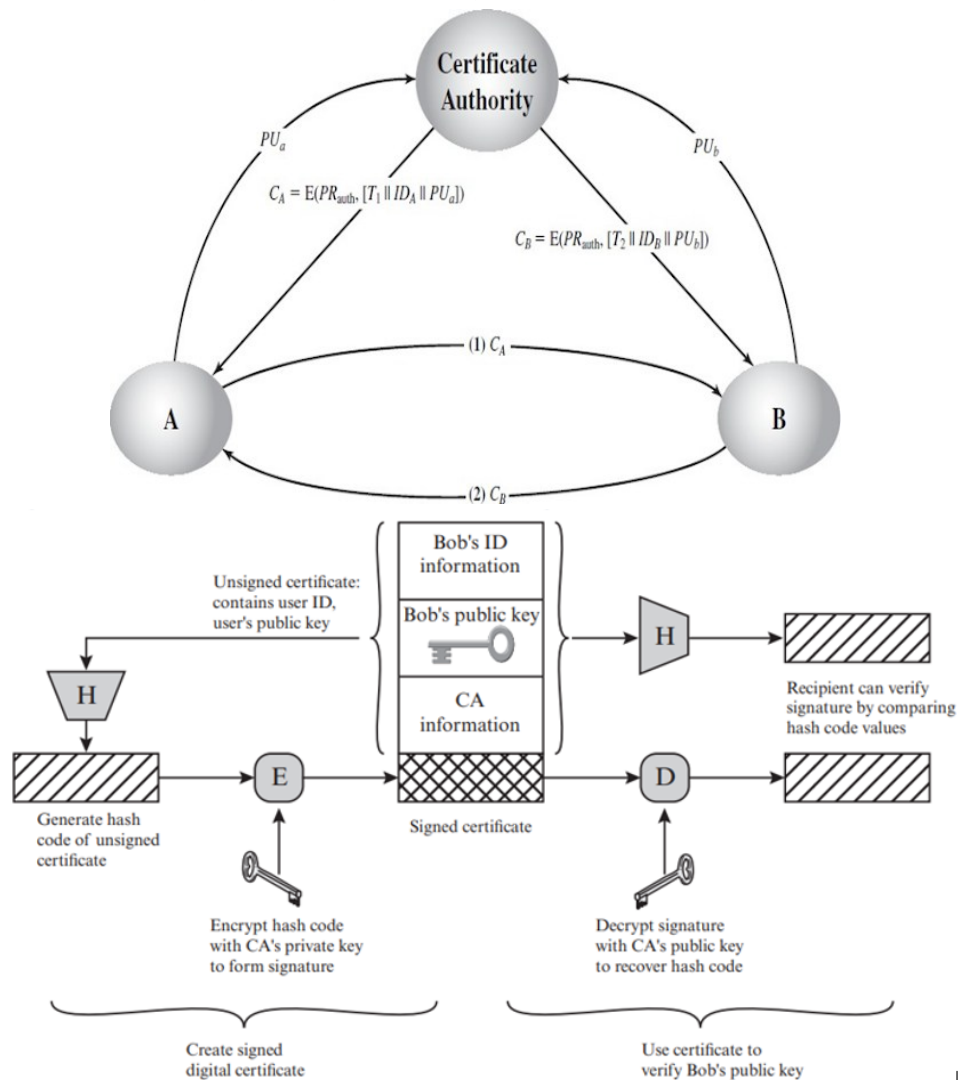 Certificate
Authority
PUa
PUb
CA = E(PRauth, [T1 || IDA || PUa])
CB = E(PRauth, [T2 || IDB || PUb])
(1) CA
A
B
(2) CB
Bob's ID
information
Unsigned certificate:
contains user ID,
user's public key
Bob's public key
H
H
CA
information
Recipient can verify
signature by comparing
hash code values
E
D
Generate hash
code of unsigned
certificate
Signed certificate
Encrypt hash code
with CA's private key
to form signature
Decrypt signature
with CA's public key
to recover hash code
Create signed
digital certificate
Use certificate to
verify Bob's public key